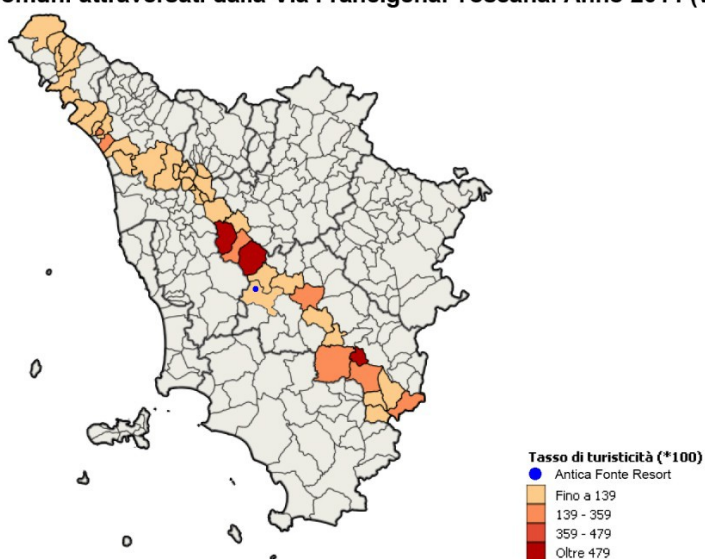 omuni attraversati dalla Via Francigena. Toscana. Anno 2014
Tasso di turisticità (*100)
Antica Fonte Resort
Fino a 139
139 - 359
359 - 479
Oltre 479